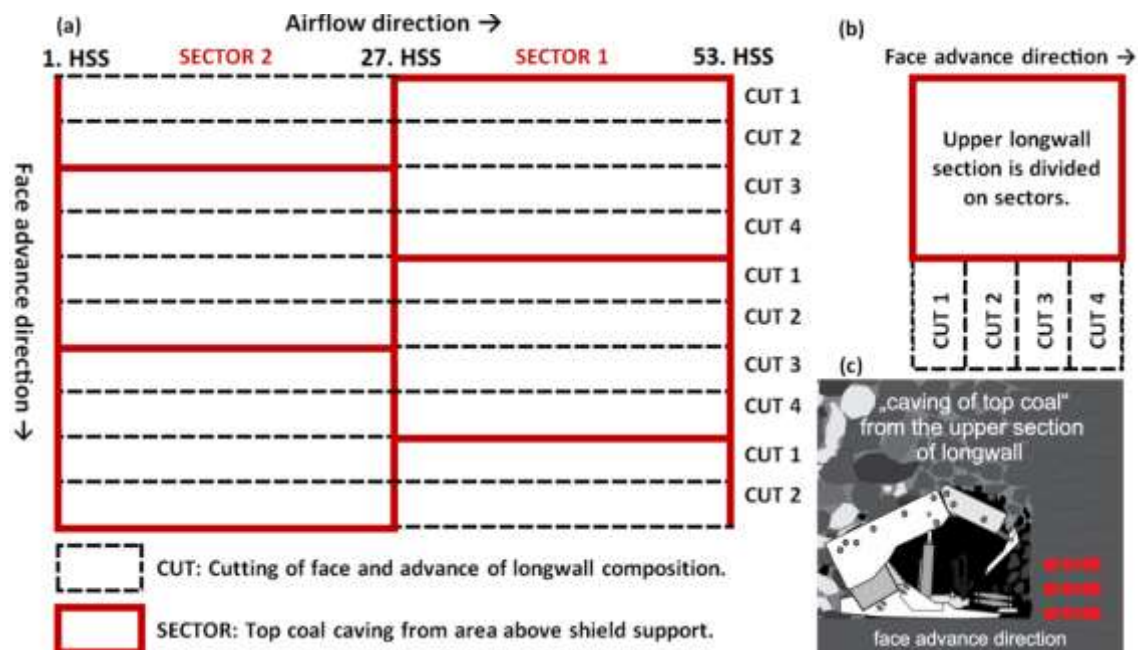 (a)
Airflow direction →
1. HSS SECTOR 2 27. HSS SECTOR 1 53. HSS
Face advance direction →
CUT 1
CUT 2
CUT 3
CUT 4
CUT 1
CUT 2
CUT 3
CUT 4
CUT 1
CUT 2
CUT: Cutting of face and advance of longwall composition.
SECTOR: Top coal caving from area above shield support.
(b)
Face advance direction →
Upper longwall
section is divided
on sectors.
CUT 1
CUT 2
CUT 3
CUT 4
(c)
„caving of top coal“
from the upper section
of longwall
face advance direction